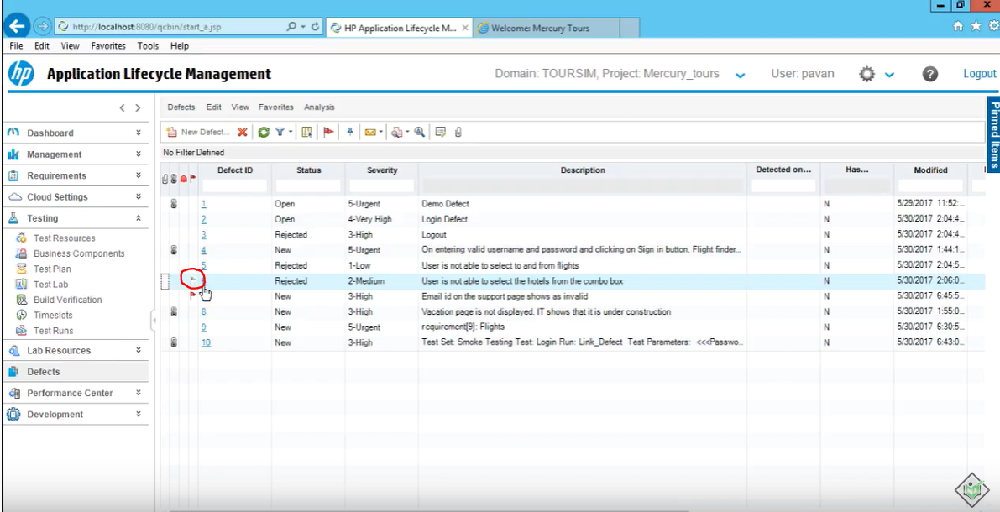 http://localhost:8080/qcbin/start_a.jsp
HP Application Lifecycle M...
Welcome: Mercury Tours
File Edit View Favorites Tools Help
hp Application Lifecycle Management
Domain: TOURSIM, Project: Mercury_tours
User: pavan
Logout
Pinned Items
Defects Edit View Favorites Analysis
New Defect...
No Filter Defined
Dashboard
Management
Requirements
Cloud Settings
Testing
Test Resources
Business Components
Test Plan
Test Lab
Build Verification
Timeslots
Test Runs
Lab Resources
Defects
Performance Center
Development
Defect ID Status Severity Description Detected on... Has... Modified
1 Open 5-Urgent Demo Defect N 5/29/2017 11:52:...
2 Open 4-Very High Login Defect N 5/30/2017 2:04:4...
3 Rejected 3-High Logout N 5/30/2017 2:04:4...
4 New 5-Urgent On entering valid username and password and clicking on Sign in button, Flight finder... N 5/30/2017 1:44:1...
5 Rejected 1-Low User is not able to select to and from flights N 5/30/2017 2:04:5...
Rejected 2-Medium User is not able to select the hotels from the combo box N 5/30/2017 2:06:0...
New 3-High Email id on the support page shows as invalid N 5/30/2017 6:45:5...
8 New 3-High Vacation page is not displayed. IT shows that it is under construction N 5/30/2017 1:55:0...
9 New 5-Urgent requirement[9]: Flights N 5/30/2017 6:30:5...
10 New 3-High Test Set: Smoke Testing Test: Login Run: Link_Defect Test Parameters: <<<Passwo... N 5/30/2017 6:43:0...